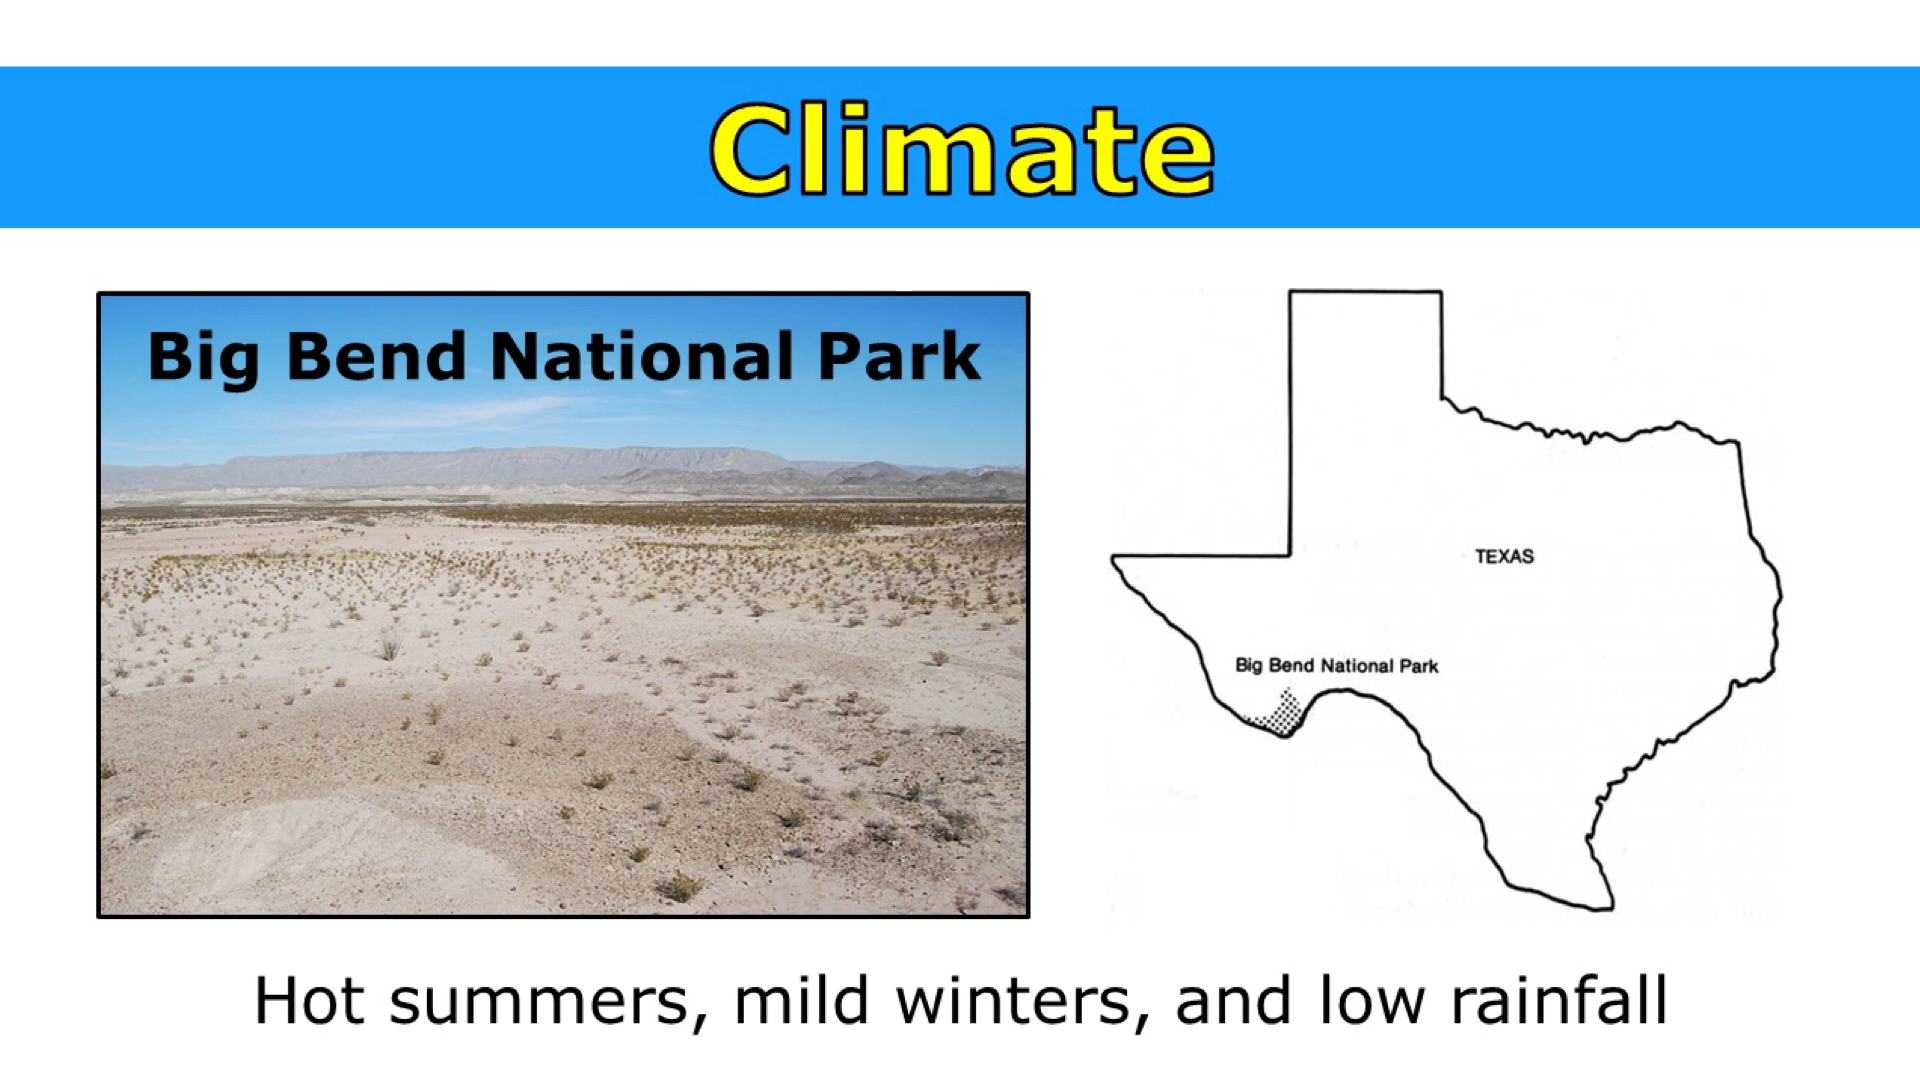 Climate
Big Bend National Park
TEXAS
Big Bend National Park
Hot summers, mild winters, and low rainfall